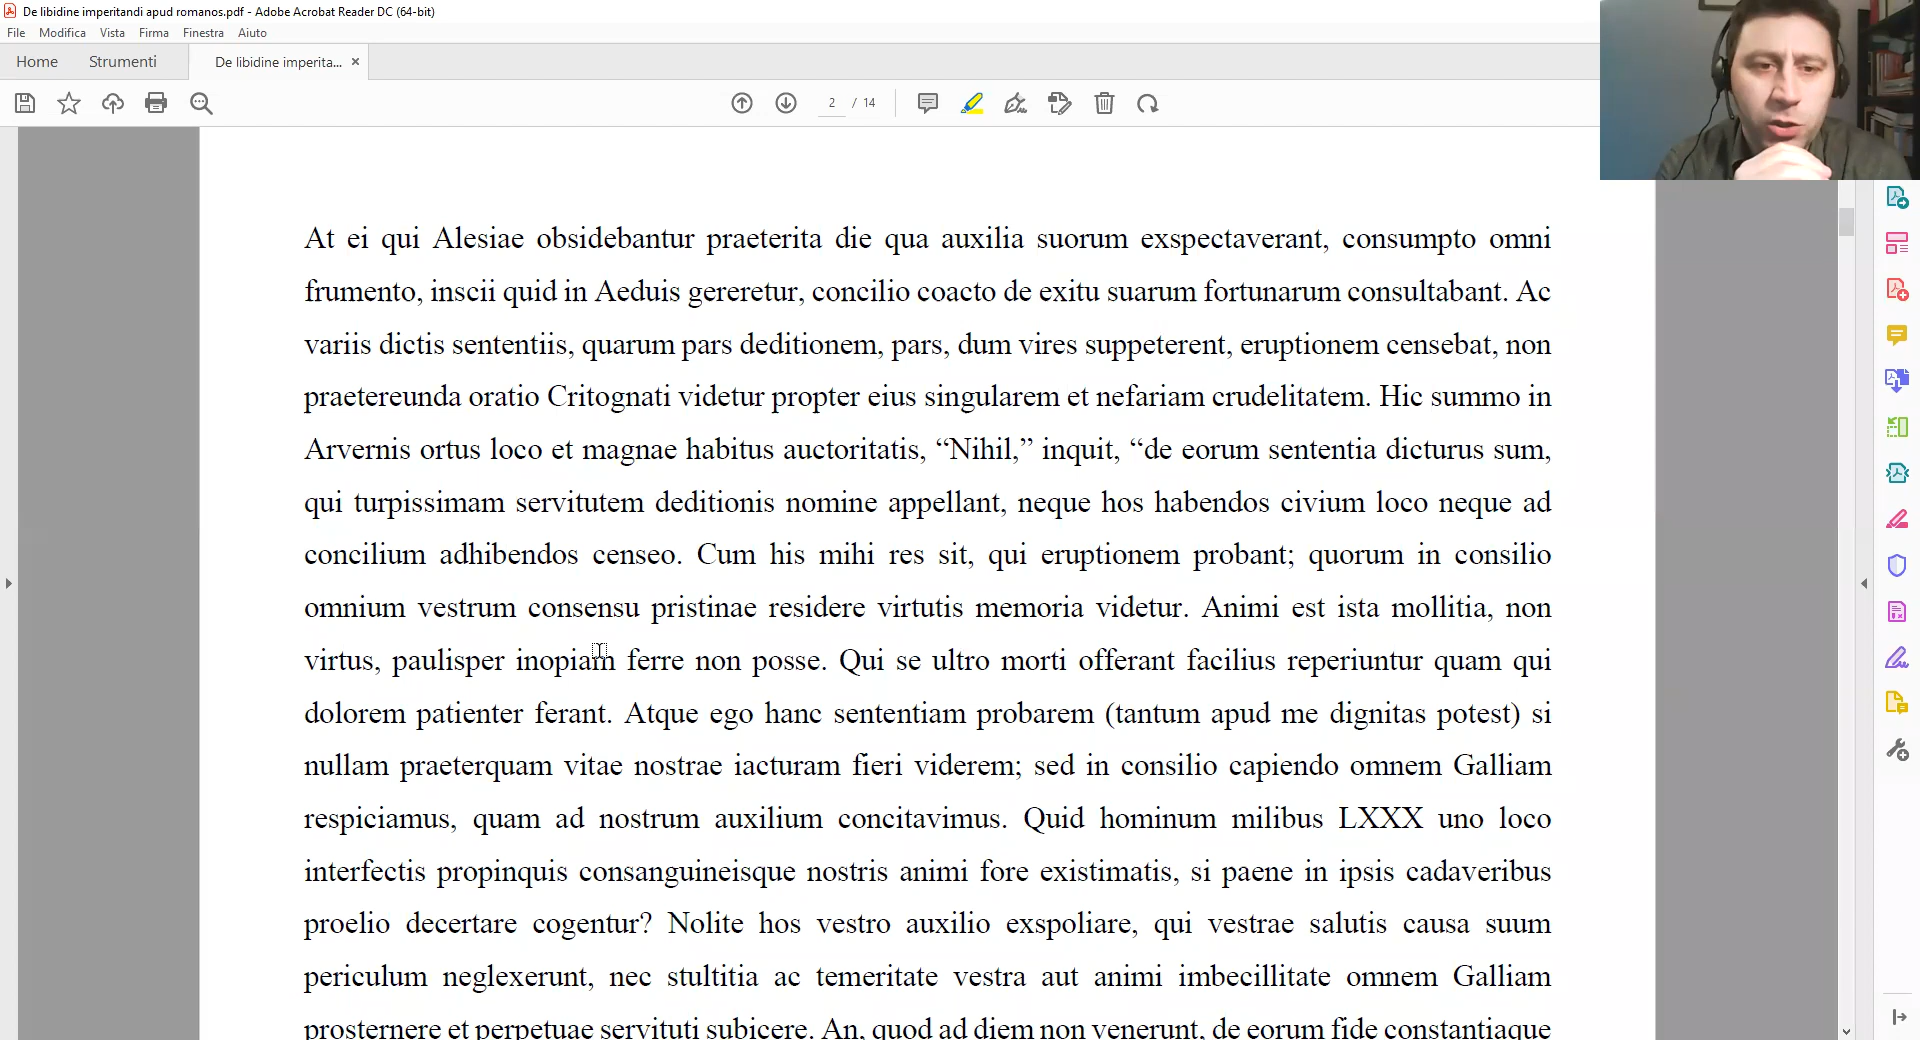 De libidine imperitandi apud romanos.pdf - Adobe Acrobat Reader DC (64-bit)
File Modifica Vista Firma Finestra Aiuto
Home Strumenti De libidine imperita... ×
2 / 14
At ei qui Alesiae obsidebantur praeterita die qua auxilia suorum exspectaverant, consumpto omni
frumento, inscii quid in Aeduis gereretur, concilio coacto de exitu suarum fortunarum consultabant. Ac
variis dictis sententiis, quarum pars deditionem, pars, dum vires suppeterent, eruptionem censebat, non
praetereunda oratio Critognati videtur propter eius singularem et nefariam crudelitatem. Hic summo in
Arvernis ortus loco et magnae habitus auctoritatis, “Nihil,” inquit, “de eorum sententia dicturus sum,
qui turpissimam servitutem deditionis nomine appellant, neque hos habendos civium loco neque ad
concilium adhibendos censeo. Cum his mihi res sit, qui eruptionem probant; quorum in consilio
omnium vestrum consensu pristinae residere virtutis memoria videtur. Animi est ista mollitia, non
virtus, paulisper inopiam ferre non posse. Qui se ultro morti offerant facilius reperiuntur quam qui
dolorem patienter ferant. Atque ego hanc sententiam probarem (tantum apud me dignitas potest) si
nullam praeterquam vitae nostrae iacturam fieri viderem; sed in consilio capiendo omnem Galliam
respiciamus, quam ad nostrum auxilium concitavimus. Quid hominum milibus LXXX uno loco
interfectis propinquis consanguineisque nostris animi fore existimatis, si paene in ipsis cadaveribus
proelio decertare cogentur? Nolite hos vestro auxilio exspoliare, qui vestrae salutis causa suum
periculum neglexerunt, nec stultitia ac temeritate vestra aut animi imbecillitate omnem Galliam
prosternere et perpetuae servituti subicere. An, quod ad diem non venerunt, de eorum fide constantiaque